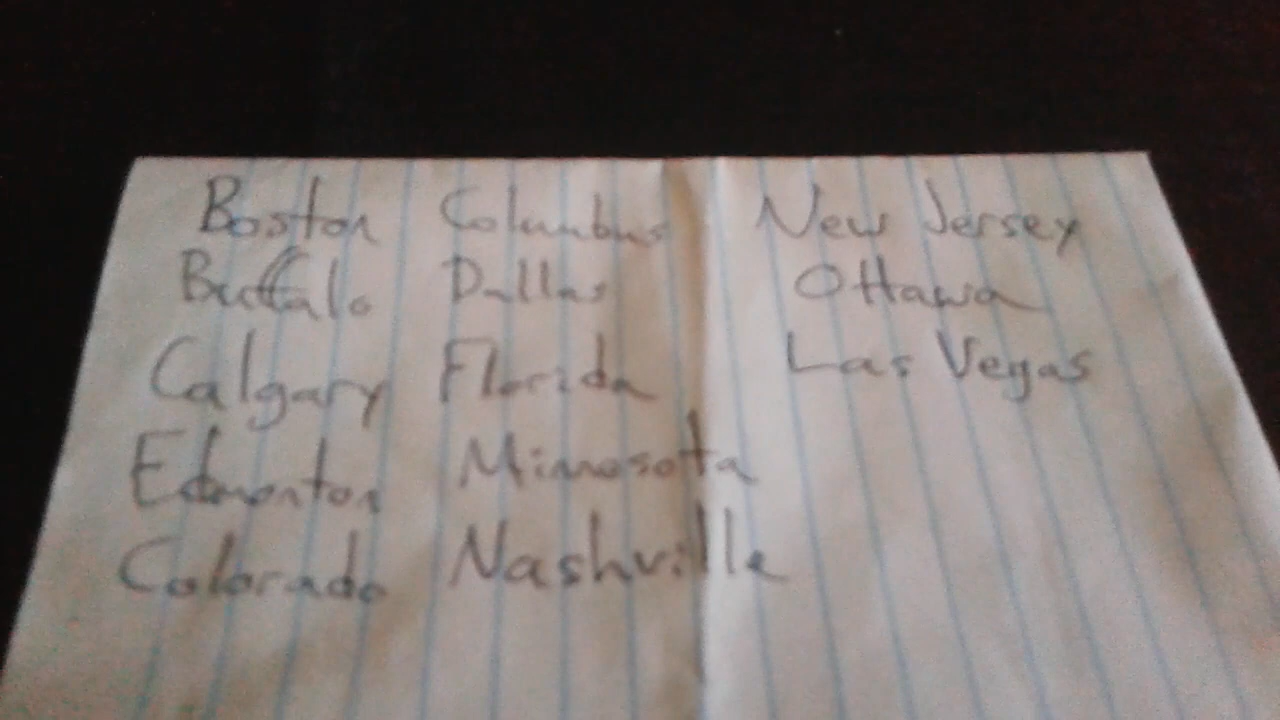 Boston Columbus New Jersey
Buffalo Dallas Ottawa
Calgary Florida Las Vegas
Edmonton Minnesota
Colorado Nashville